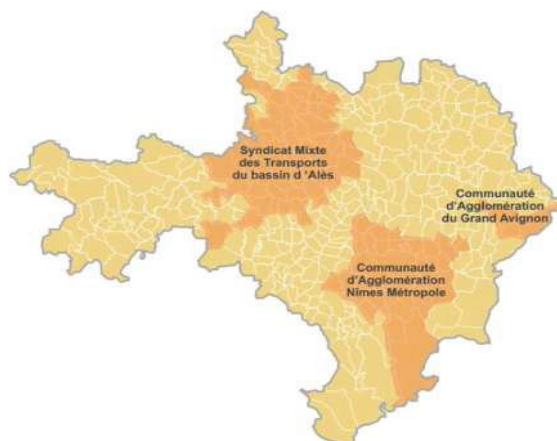 Syndicat Mixte
des Transports
du bassin d 'Alès
Communauté
d'Agglomération
du Grand Avignon
Communauté
d'Agglomération
Nîmes Métropole